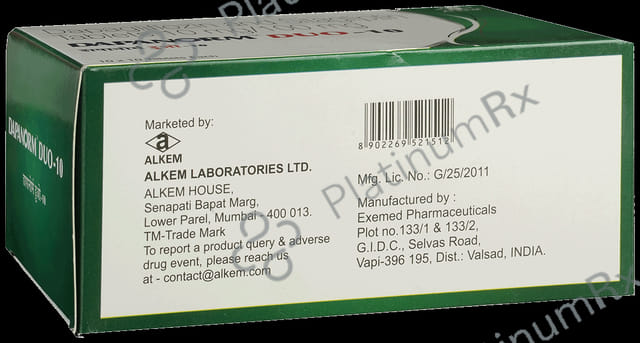 DAPANORM DUO-10
DAPANORM DUO-10
Marketed by:
a
ALKEM
ALKEM LABORATORIES LTD.
ALKEM HOUSE,
Senapati Bapat Marg,
Lower Parel, Mumbai - 400 013.
TM-Trade Mark
To report a product query & adverse
drug event, please reach us
at - contact@alkem.com
8 902269 521512
Mfg. Lic. No.: G/25/2011
Manufactured by :
Exemed Pharmaceuticals
Plot no.133/1 & 133/2,
G.I.D.C., Selvas Road,
Vapi-396 195, Dist.: Valsad, INDIA.
PlatinumRx
PlatinumRx
PlatinumRx